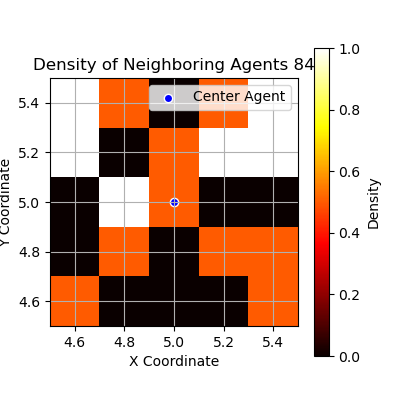 Density of Neighboring Agents 84
Center Agent
5.4
5.2
5.0
4.8
4.6
4.6 4.8 5.0 5.2 5.4
X Coordinate
Y Coordinate
1.0
0.8
0.6
0.4
0.2
0.0
Density